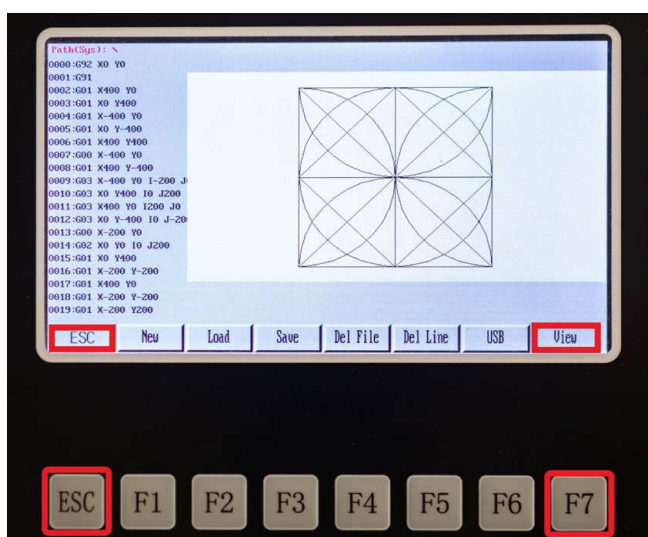 Path(Sys): \
0000:G92 X0 Y0
0001:G91
0002:G01 X400 Y0
0003:G01 X0 Y400
0004:G01 X-400 Y0
0005:G01 X0 Y-400
0006:G01 X400 Y400
0007:G00 X-400 Y0
0008:G01 X400 Y-400
0009:G03 X-400 Y0 I-200 J0
0010:G03 X0 Y400 I0 J200
0011:G03 X400 Y0 I200 J0
0012:G03 X0 Y-400 I0 J-20
0013:G00 X-200 Y0
0014:G02 X0 Y0 I0 J200
0015:G01 X0 Y400
0016:G01 X-200 Y-200
0017:G01 X400 Y0
0018:G01 X-200 Y-200
0019:G01 X-200 Y200
ESC New Load Save Del File Del Line USB View
ESC F1 F2 F3 F4 F5 F6 F7